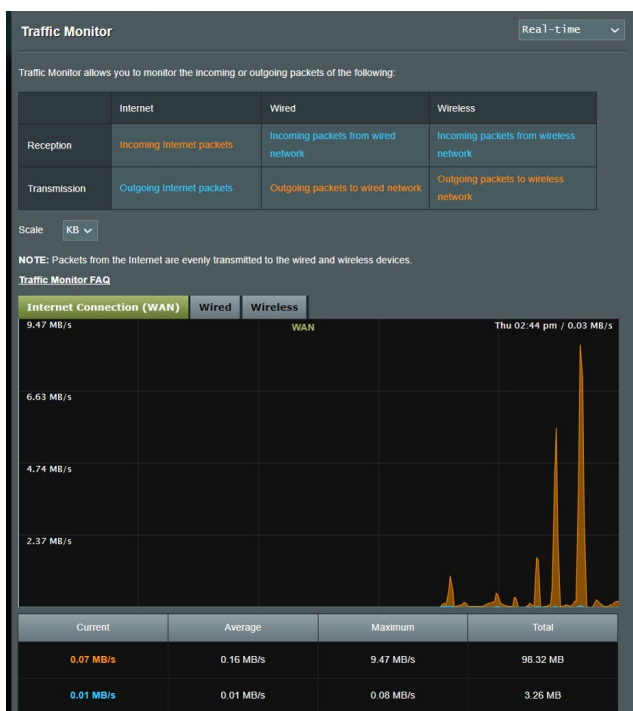 Traffic Monitor
Real-time
Traffic Monitor allows you to monitor the incoming or outgoing packets of the following:
Internet Wired Wireless
Reception Incoming Internet packets Incoming packets from wired network Incoming packets from wireless network
Transmission Outgoing Internet packets Outgoing packets to wired network Outgoing packets to wireless network
Scale KB
NOTE: Packets from the Internet are evenly transmitted to the wired and wireless devices.
Traffic Monitor FAQ
Internet Connection (WAN) Wired Wireless
9.47 MB/s WAN Thu 02:44 pm / 0.03 MB/s
6.63 MB/s
4.74 MB/s
2.37 MB/s
Current Average Maximum Total
0.07 MB/s 0.16 MB/s 9.47 MB/s 98.32 MB
0.01 MB/s 0.01 MB/s 0.08 MB/s 3.26 MB